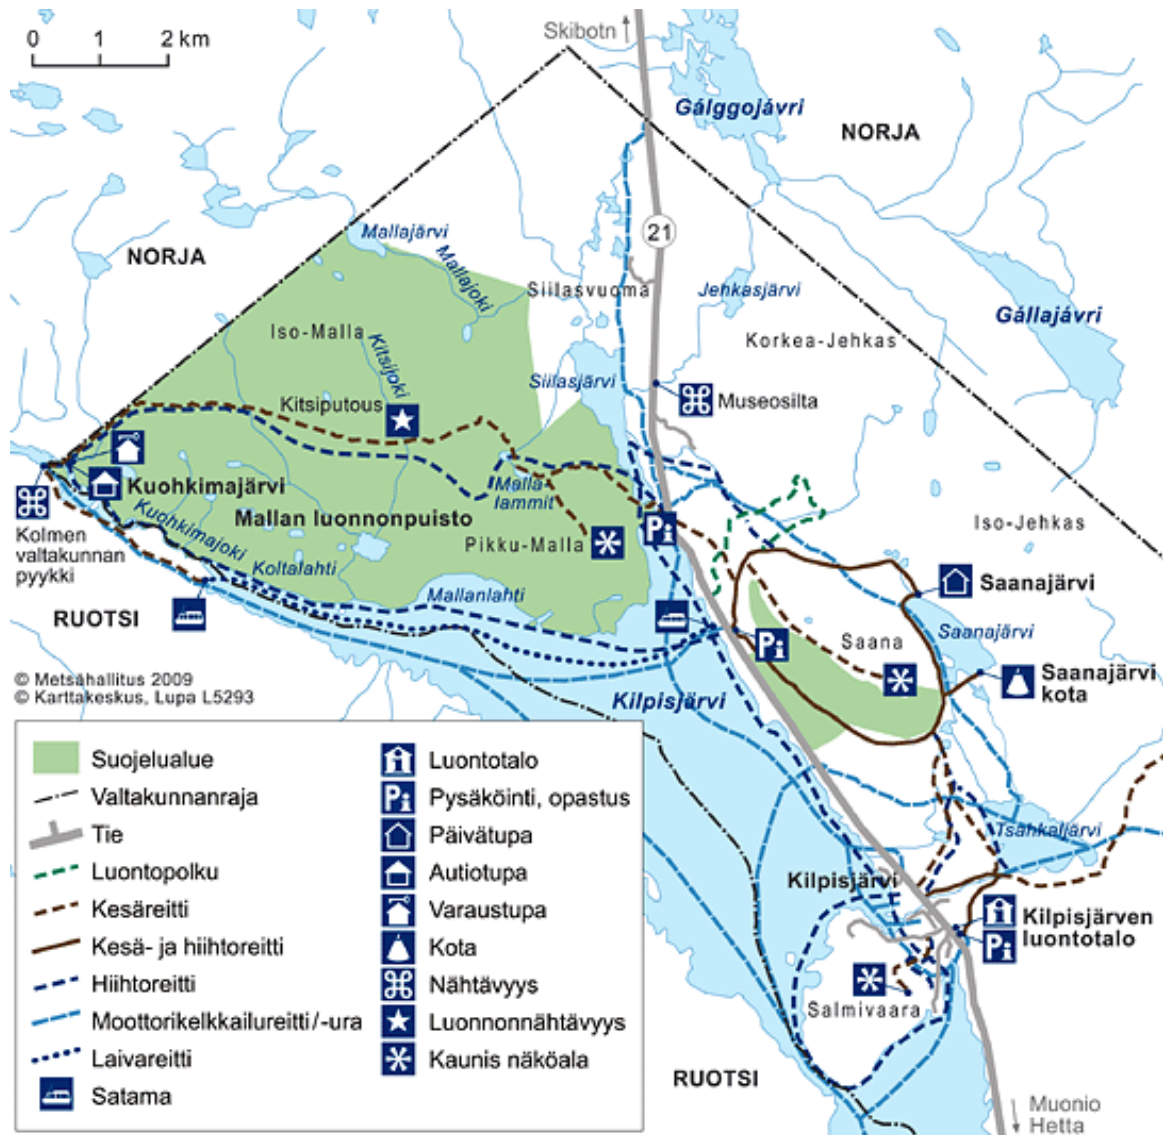 Skibotn
0 1 2 km
Gálggojávri
NORJA
21
NORJA
Mallajärvi
Mallajoki
Siilasvuoma
Jehkasjärvi
Gállajávri
Iso-Malla
Kitsijoki
Korkea-Jehkas
Siilasjärvi
Kitsiputous
Museosilta
Kuohkimajärvi
Malla-
lammit
Mallan luonnonpuisto
Iso-Jehkas
Kuohkimajoki
Pikku-Malla
Kolmen
valtakunnan
pyykki
Koltalahti
Mallanlahti
Saanajärvi
RUOTSI
Saana
Saanajärvi
Saanajärvi
kota
© Metsähallitus 2009
© Karttakeskus, Lupa L5293
Kilpisjärvi
Suojelualue
Valtakunnanraja
Tie
Luontopolku
Kesäreitti
Kesä- ja hiihtoreitti
Hiihtoreitti
Moottorikelkkailureitti/-ura
Laivareitti
Satama
Luontotalo
Pysäköinti, opastus
Päivätupa
Autiotupa
Varaustupa
Kota
Nähtävyys
Luonnonnähtävyys
Kaunis näköala
Tsahkaljärvi
Kilpisjärvi
Kilpisjärven
luontotalo
Salmivaara
RUOTSI
Muonio
Hetta